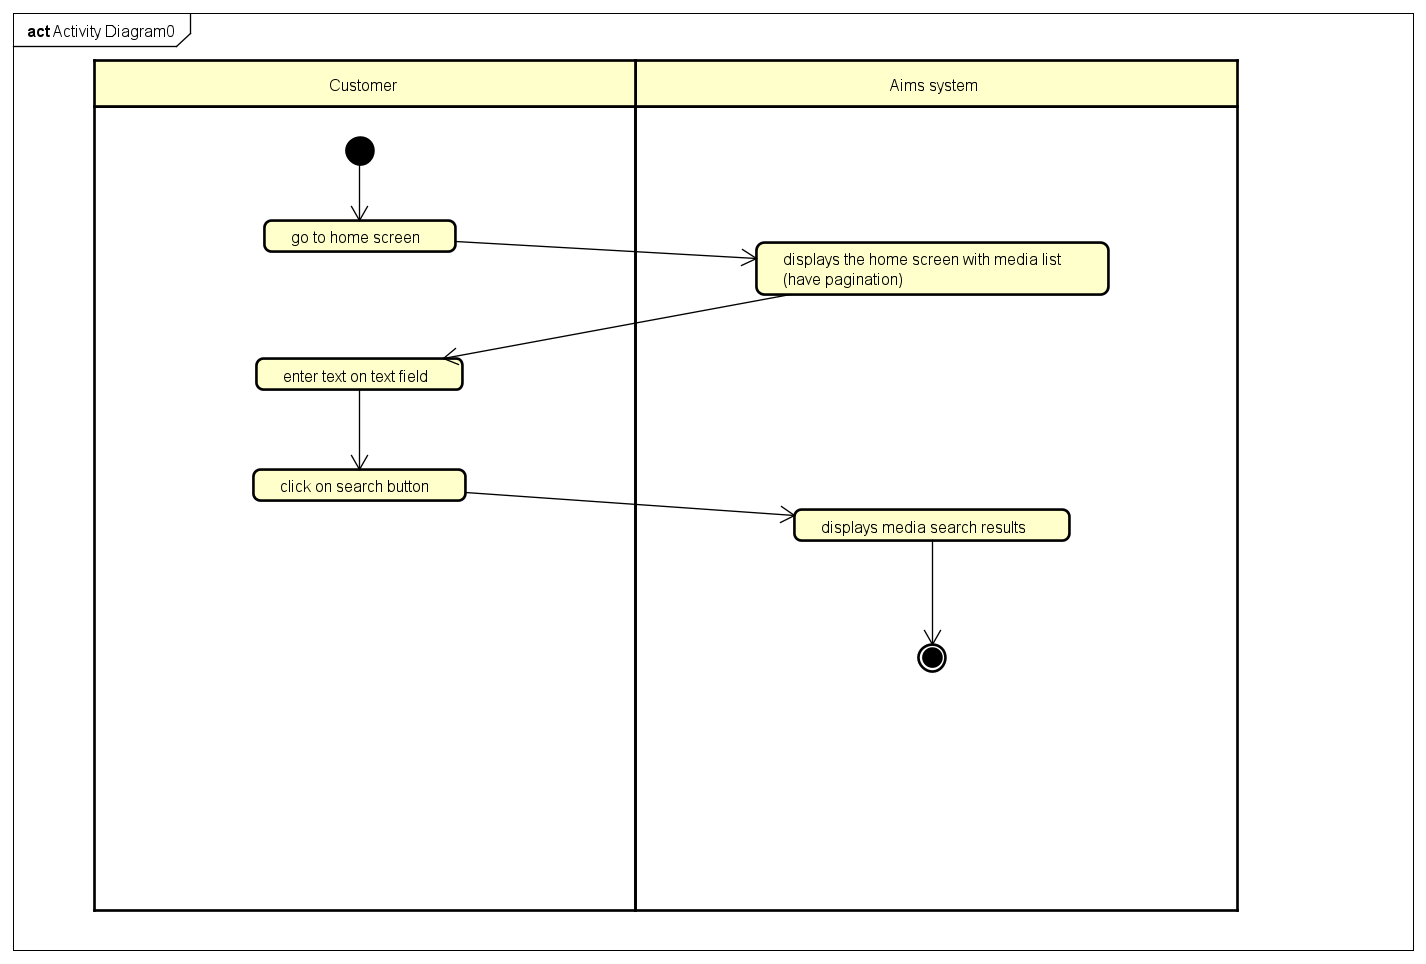 act Activity Diagram0
Customer
Aims system
go to home screen
displays the home screen with media list
(have pagination)
enter text on text field
click on search button
displays media search results